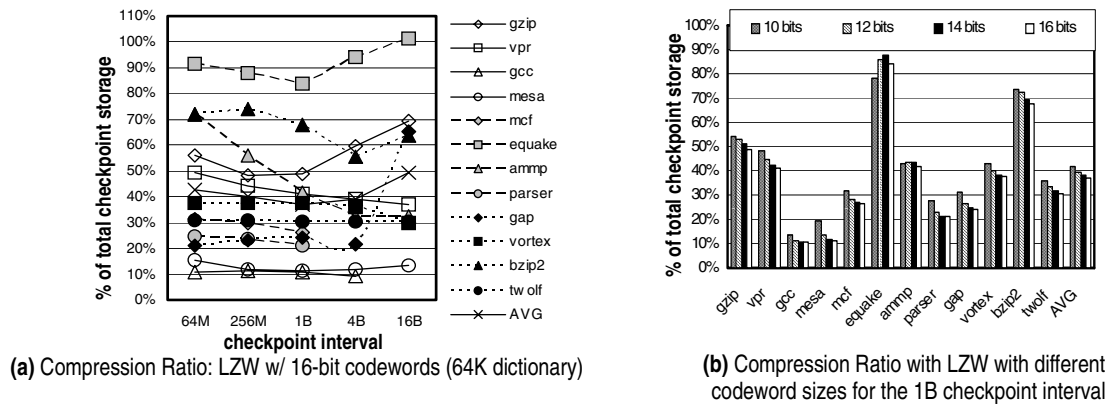 % of total checkpoint storage
110%
100%
90%
80%
70%
60%
50%
40%
30%
20%
10%
0%
64M 256M 1B 4B 16B
checkpoint interval
gzip
vpr
gcc
mesa
mcf
equake
ammp
parser
gap
vortex
bzip2
tw olf
AVG
(a) Compression Ratio: LZW w/ 16-bit codewords (64K dictionary)
% of total checkpoint storage
100%
90%
80%
70%
60%
50%
40%
30%
20%
10%
0%
10 bits 12 bits 14 bits 16 bits
gzip vpr gcc mesa mcf equake ammp parser gap vortex bzip2 twolf AVG
(b) Compression Ratio with LZW with different
codeword sizes for the 1B checkpoint interval